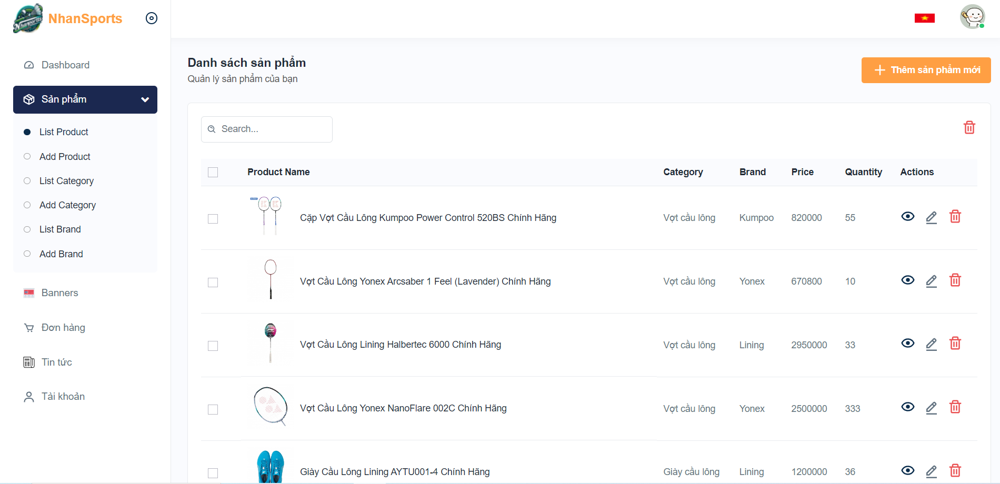 NhanSports
Dashboard
Sản phẩm
List Product
Add Product
List Category
Add Category
List Brand
Add Brand
Banners
Đơn hàng
Tin tức
Tài khoản
Danh sách sản phẩm
Quản lý sản phẩm của bạn
Thêm sản phẩm mới
Search...
Product Name Category Brand Price Quantity Actions
Cặp Vợt Cầu Lông Kumpoo Power Control 520BS Chính Hãng Vợt cầu lông Kumpoo 820000 55
Vợt Cầu Lông Yonex Arcsaber 1 Feel (Lavender) Chính Hãng Vợt cầu lông Yonex 670800 10
Vợt Cầu Lông Lining Halbertec 6000 Chính Hãng Vợt cầu lông Lining 2950000 33
Vợt Cầu Lông Yonex NanoFlare 002C Chính Hãng Vợt cầu lông Yonex 2500000 333
Giày Cầu Lông Lining AYTU001-4 Chính Hãng Giày cầu lông Lining 1200000 36